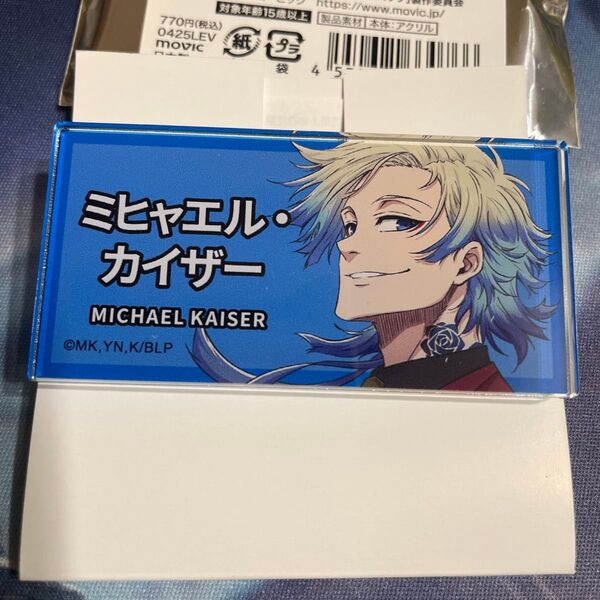 770円(税込)
0425LEV
movic
対象年齢15歳以上
https://www.movic.jp/
製品素材 本体:アクリル
紙
プラ
袋
4 5
ミヒャエル・
カイザー
MICHAEL KAISER
©MK,YN,K/BLP